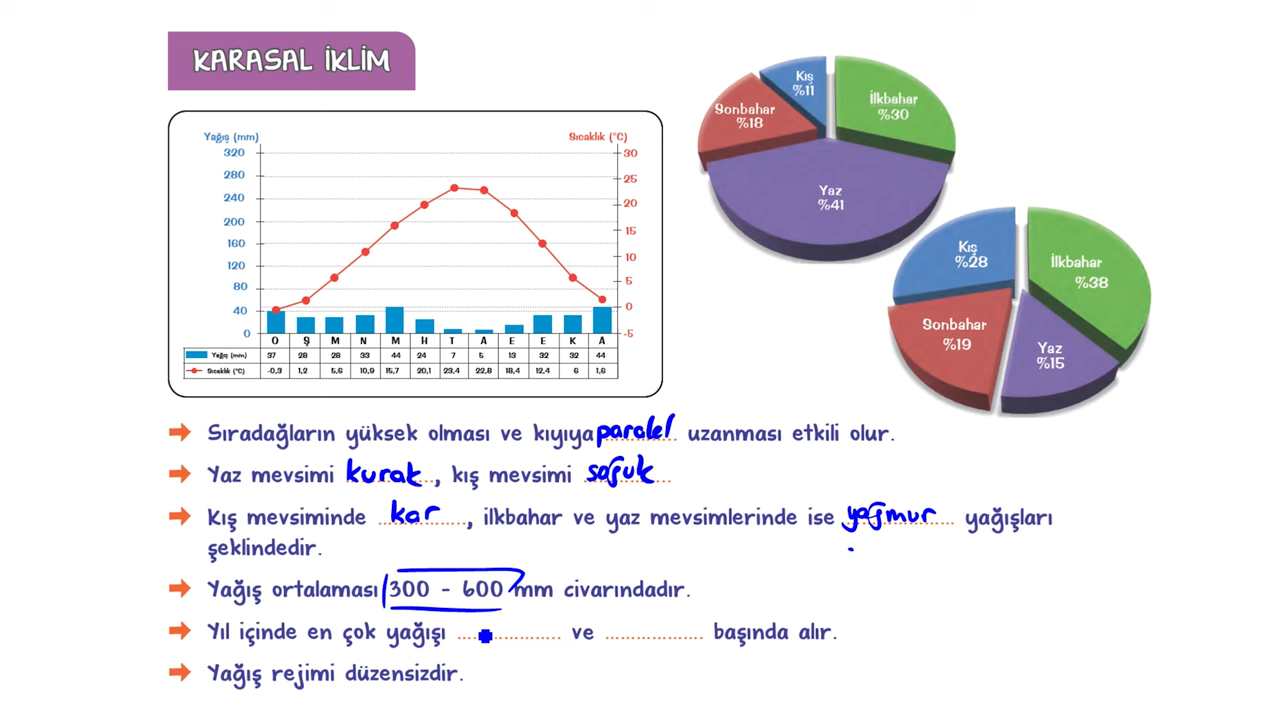 KARASAL İKLİM
Yağış (mm) Sıcaklık (°C)
320 30
280 25
240 20
200 15
160 10
120 5
80 0
40 -5
0
O Ş M N M H T A E E K A
Yağış (mm) 37 28 28 33 44 24 7 5 13 32 32 44
Sıcaklık (°C) -0,3 1,2 5,6 10,9 15,7 20,1 23,4 22,8 18,4 12,4 6 1,6
Kış
%11
İlkbahar
%30
Sonbahar
%18
Yaz
%41
Kış
%28
İlkbahar
%38
Sonbahar
%19
Yaz
%15
Sıradağların yüksek olması ve kıyıya paralel uzanması etkili olur.
Yaz mevsimi kurak, kış mevsimi soğuk
Kış mevsiminde kar, ilkbahar ve yaz mevsimlerinde ise yağmur yağışları
şeklindedir.
Yağış ortalaması 300 - 600 mm civarındadır.
Yıl içinde en çok yağışı .................. ve ................. başında alır.
Yağış rejimi düzensizdir.